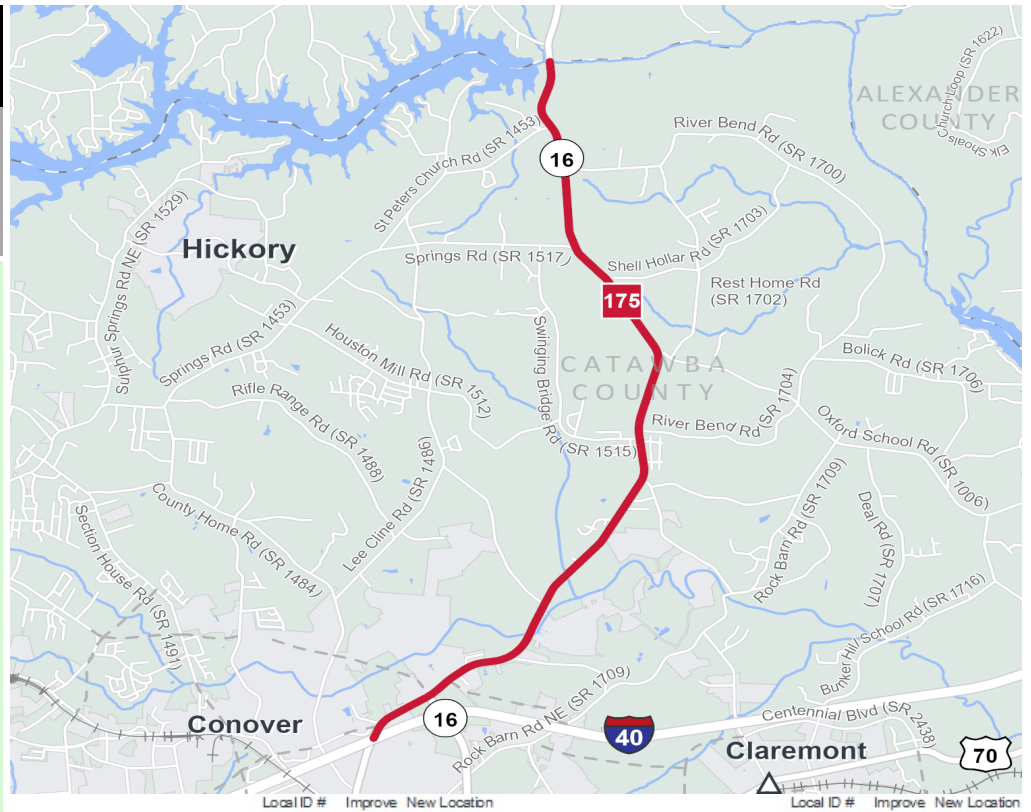 Church Loop (SR 1622)
ALEXANDER
COUNTY
Elk Shoals
River Bend Rd (SR 1700)
St Peters Church Rd (SR 1453)
16
Sulphur Springs Rd NE (SR 1529)
Hickory
Springs Rd (SR 1517)
Shell Hollar Rd (SR 1703)
Rest Home Rd
(SR 1702)
175
Springs Rd (SR 1453)
Houston Mill Rd (SR 1512)
Swinging Bridge Rd (SR 1515)
CATAWBA
COUNTY
Bolick Rd (SR 1706)
Rifle Range Rd (SR 1488)
River Bend Rd (SR 1704)
Oxford School Rd (SR 1006)
Lee Cline Rd (SR 1486)
County Home Rd (SR 1484)
Section House Rd (SR 1491)
Rock Barn Rd (SR 1709)
Deal Rd (SR 1707)
Bunker Hill School Rd (SR 1716)
Conover
16
Rock Barn Rd NE (SR 1709)
40
Centennial Blvd (SR 2438)
Claremont
70
Local ID # Improve New Location
Local ID # Improve New Location